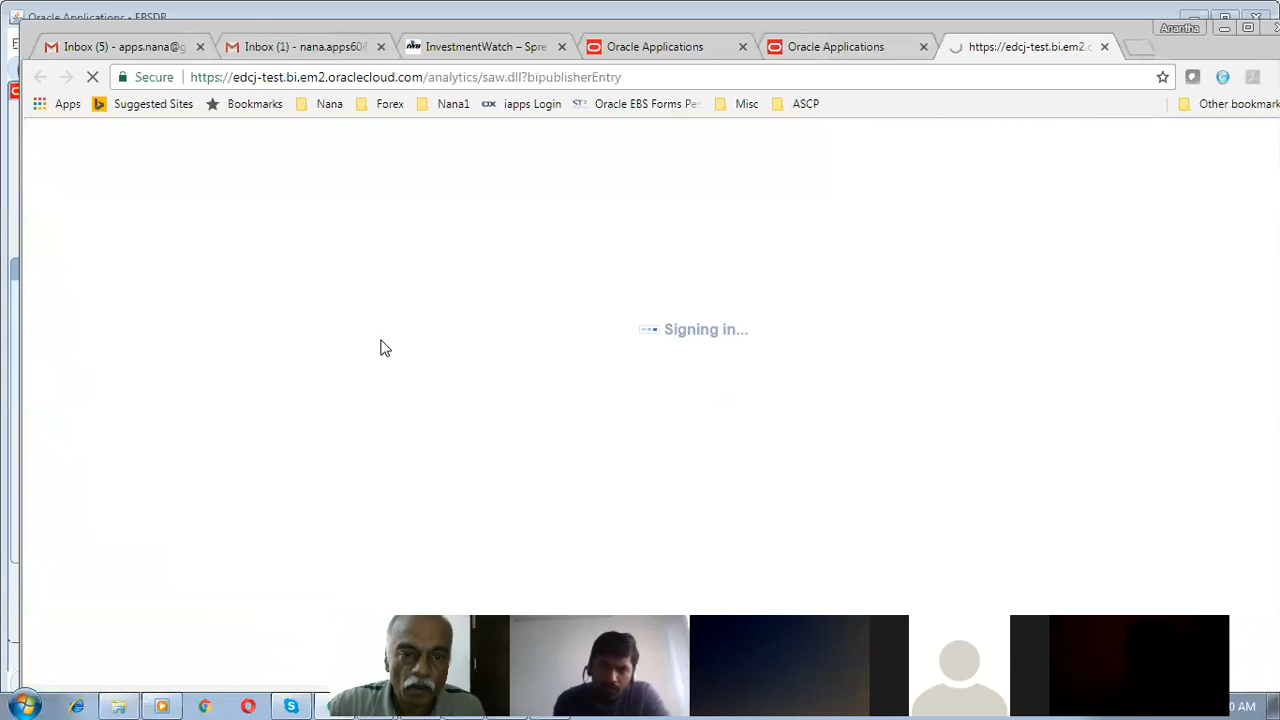 Oracle Applications - EBSDB
Anantha
Inbox (5) - apps.nana@g
Inbox (1) - nana.apps60@
InvestmentWatch – Spre
Oracle Applications
Oracle Applications
https://edcj-test.bi.em2.c
Secure
https://edcj-test.bi.em2.oraclecloud.com/analytics/saw.dll?bipublisherEntry
Apps
Suggested Sites
Bookmarks
Nana
Forex
Nana1
iapps Login
Oracle EBS Forms Pe
Misc
ASCP
Other bookmark
Signing in...
0 AM